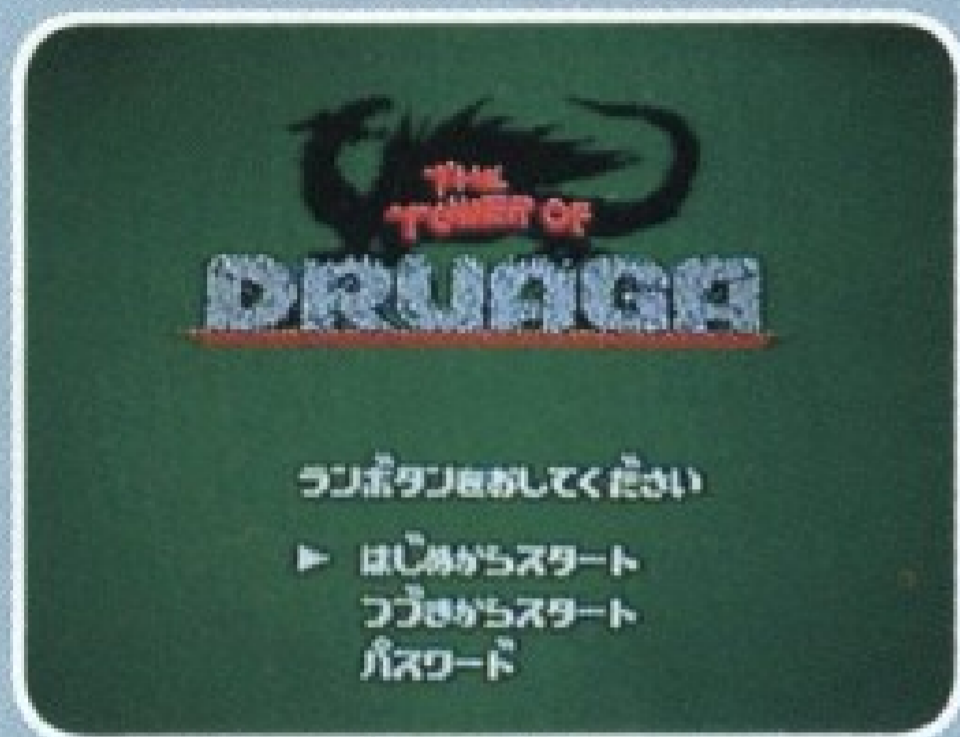 THE
TOWER OF
DRUAGA
ランボタンをおしてください
▶ はじめからスタート
つづきからスタート
パスワード